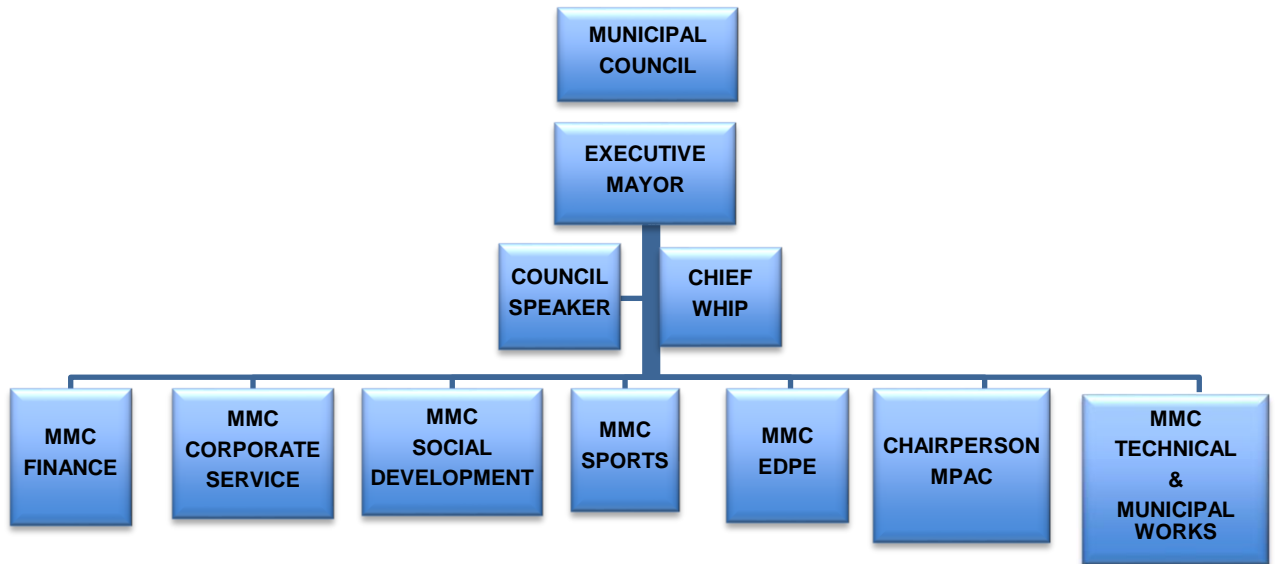 MUNICIPAL
COUNCIL
EXECUTIVE
MAYOR
COUNCIL
SPEAKER
CHIEF
WHIP
MMC
FINANCE
MMC
CORPORATE
SERVICE
MMC
SOCIAL
DEVELOPMENT
MMC
SPORTS
MMC
EDPE
CHAIRPERSON
MPAC
MMC
TECHNICAL
&
MUNICIPAL
WORKS